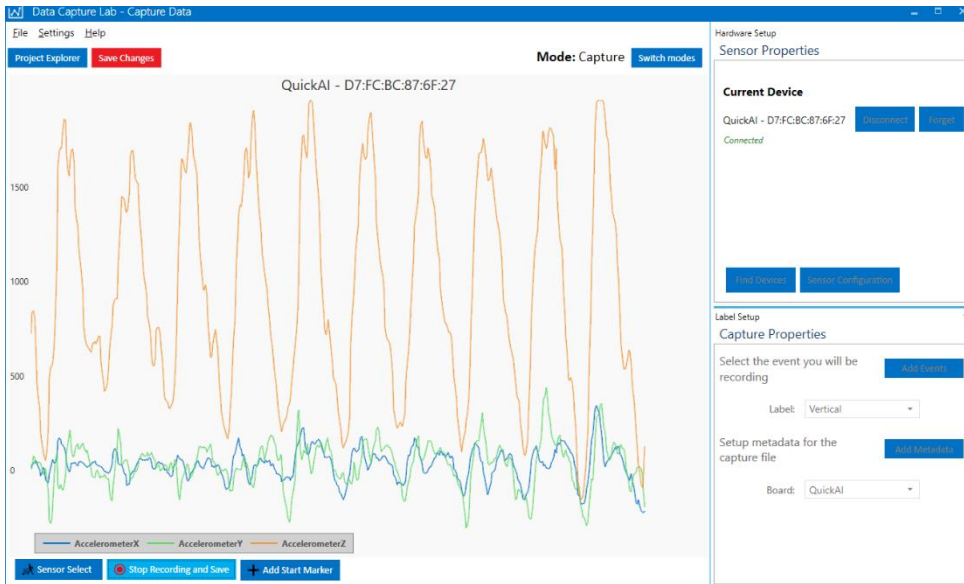 Data Capture Lab - Capture Data
File Settings Help
Project Explorer
Save Changes
Mode: Capture
Switch modes
QuickAI - D7:FC:BC:87:6F:27
1500
1000
500
0
AccelerometerX
AccelerometerY
AccelerometerZ
Sensor Select
Stop Recording and Save
Add Start Marker
Hardware Setup
Sensor Properties
Current Device
QuickAI - D7:FC:BC:87:6F:27
Disconnect
Forget
Connected
Find Devices
Sensor Configuration
Label Setup
Capture Properties
Select the event you will be
recording
Add Events
Label:
Vertical
Setup metadata for the
capture file
Add Metadata
Board:
QuickAI